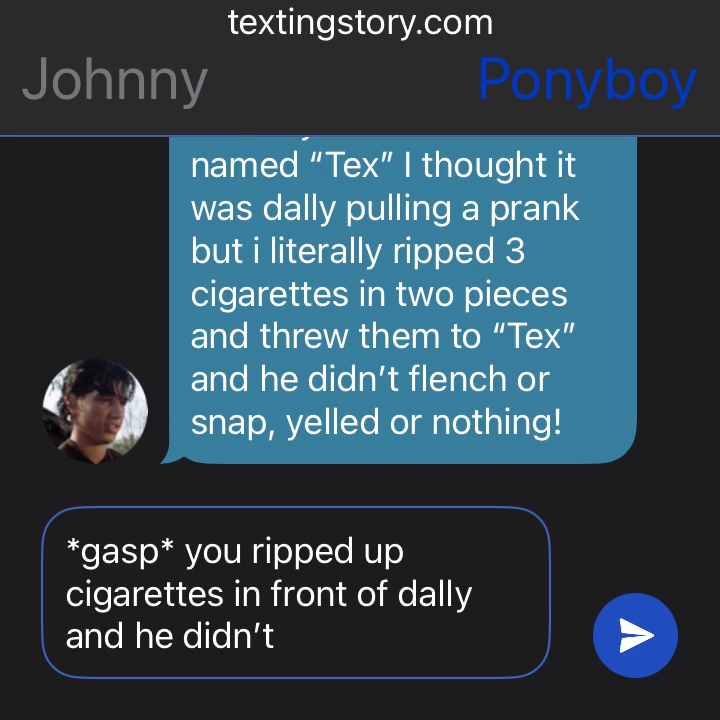 textingstory.com
Johnny Ponyboy
named “Tex” I thought it
was dally pulling a prank
but i literally ripped 3
cigarettes in two pieces
and threw them to “Tex”
and he didn’t flench or
snap, yelled or nothing!
*gasp* you ripped up
cigarettes in front of dally
and he didn’t